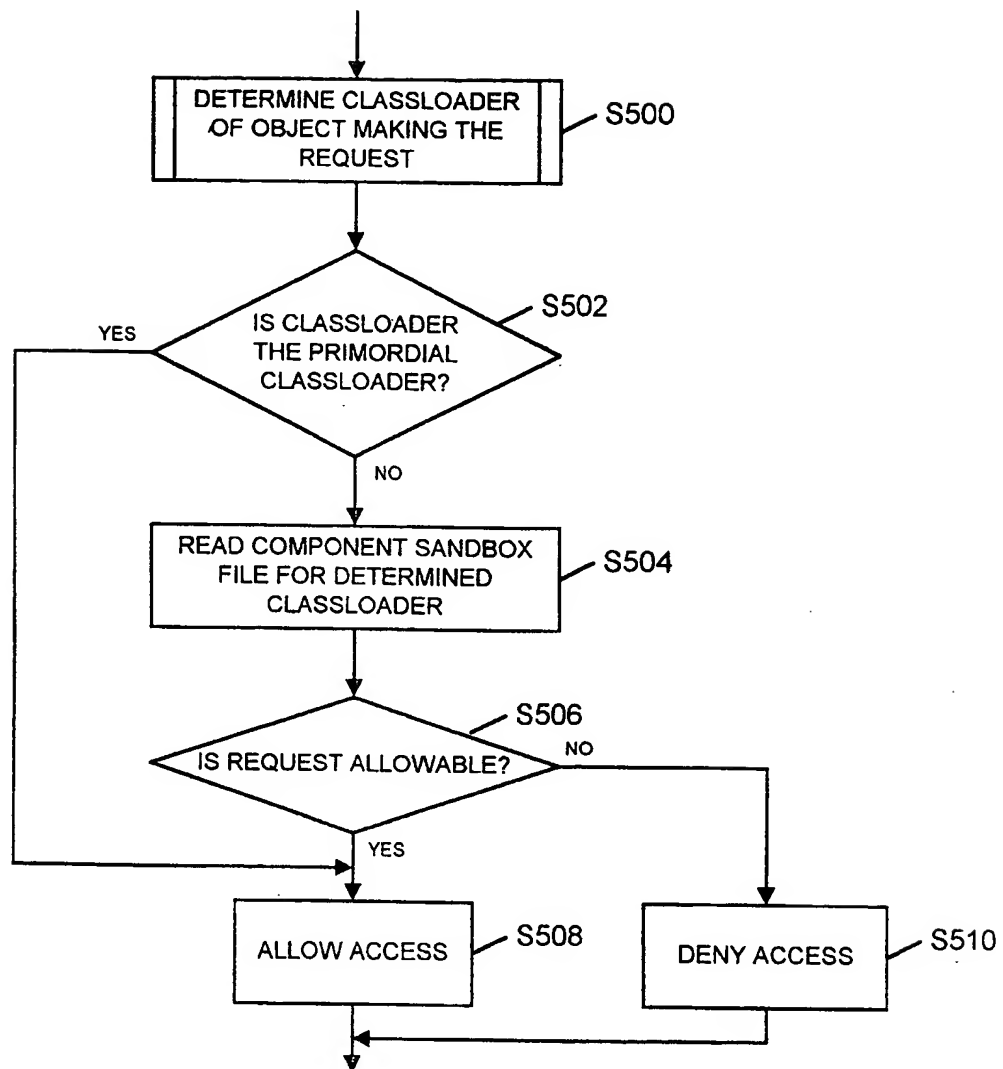 DETERMINE CLASSLOADER
OF OBJECT MAKING THE
REQUEST
S500
S502
YES
IS CLASSLOADER
THE PRIMORDIAL
CLASSLOADER?
NO
READ COMPONENT SANDBOX
FILE FOR DETERMINED
CLASSLOADER
S504
S506
IS REQUEST ALLOWABLE?
NO
YES
ALLOW ACCESS
S508
DENY ACCESS
S510